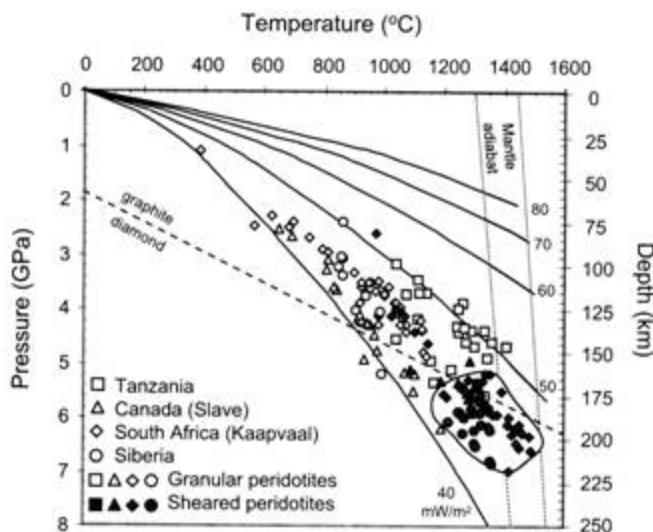 Temperature (ºC)
0 200 400 600 800 1000 1200 1400 1600
0
1
2
3
4
5
6
7
8
Pressure (GPa)
0
25
50
75
100
125
150
175
200
225
250
Depth (km)
Mantle
adiabat
80
70
60
50
40
mW/m²
graphite
diamond
Tanzania
Canada (Slave)
South Africa (Kaapvaal)
Siberia
Granular peridotites
Sheared peridotites